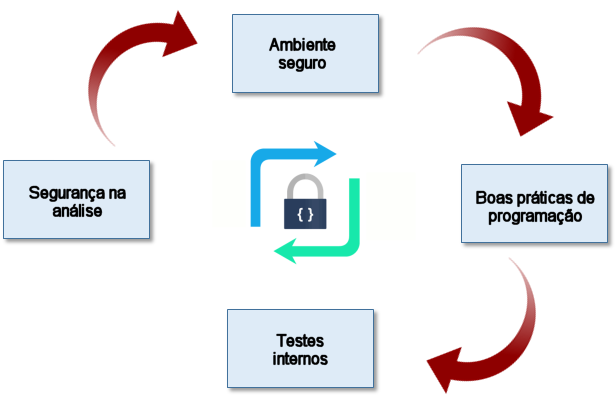 Ambiente
seguro
Segurança na
análise
{ }
Boas práticas de
programação
Testes
internos